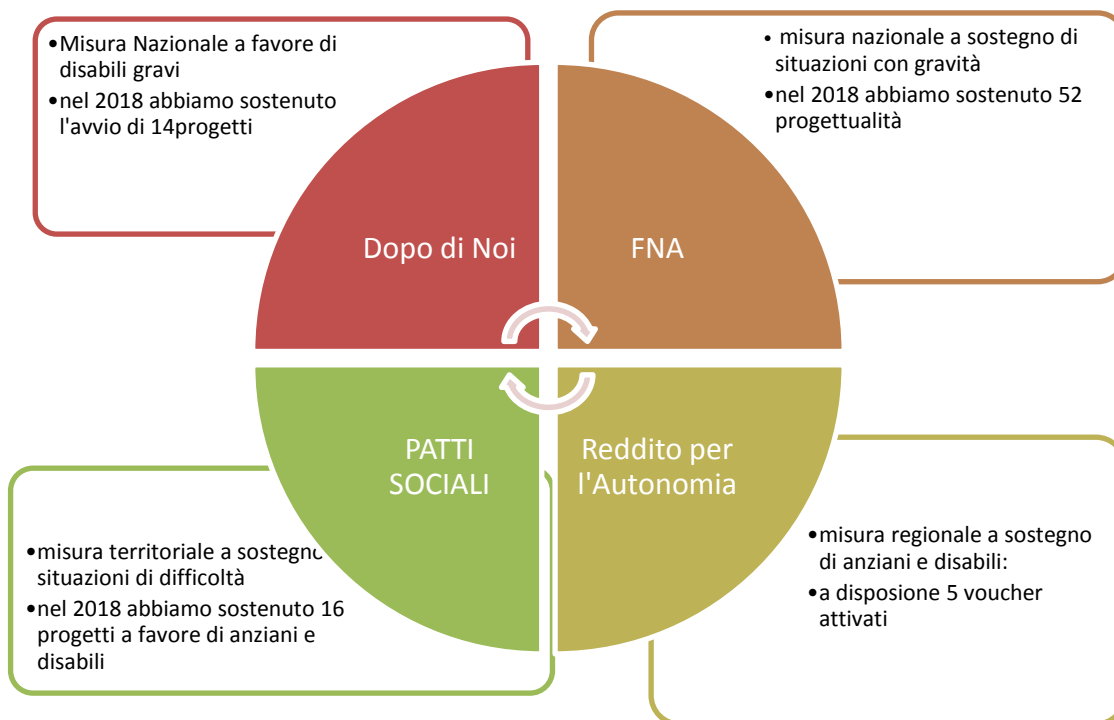 •Misura Nazionale a favore di
disabili gravi
•nel 2018 abbiamo sostenuto
l'avvio di 14progetti
• misura nazionale a sostegno di
situazioni con gravità
•nel 2018 abbiamo sostenuto 52
progettualità
Dopo di Noi
FNA
PATTI
SOCIALI
Reddito per
l'Autonomia
•misura territoriale a sostegno
situazioni di difficoltà
•nel 2018 abbiamo sostenuto 16
progetti a favore di anziani e
disabili
•misura regionale a sostegno
di anziani e disabili:
•a disposione 5 voucher
attivati